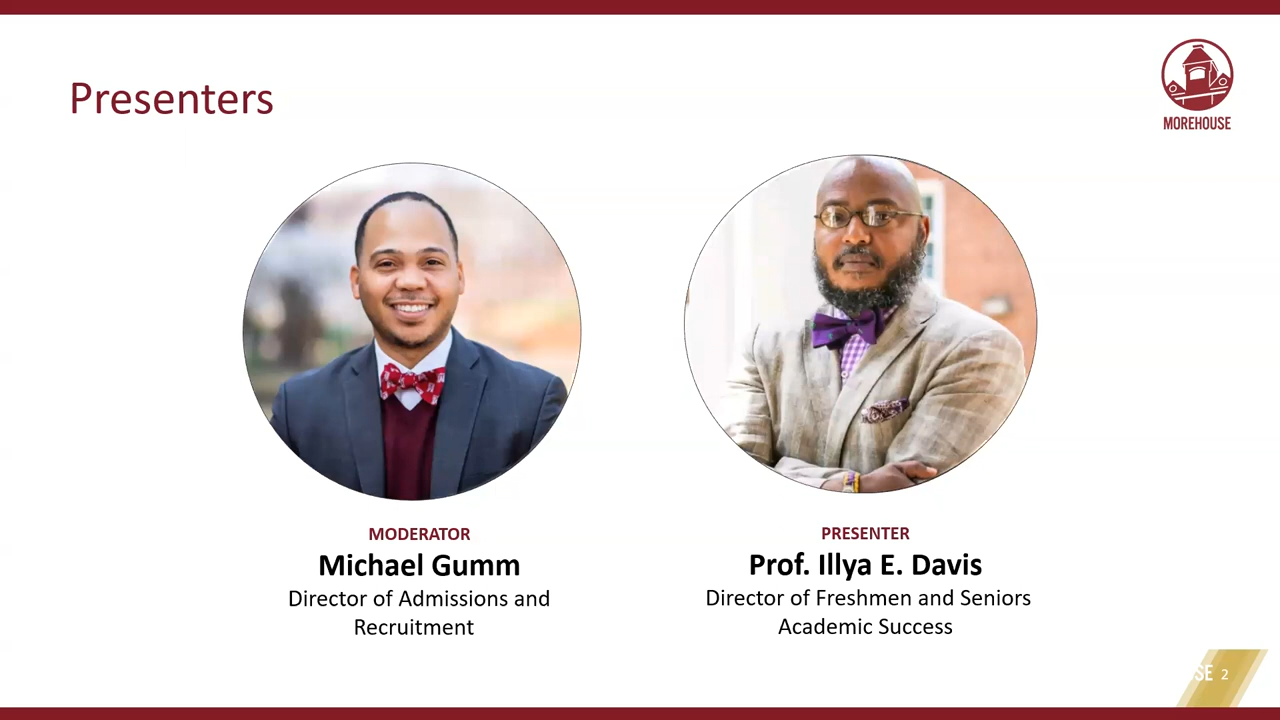 Presenters
MOREHOUSE
MODERATOR
Michael Gumm
Director of Admissions and
Recruitment
PRESENTER
Prof. Illya E. Davis
Director of Freshmen and Seniors
Academic Success
SE 2